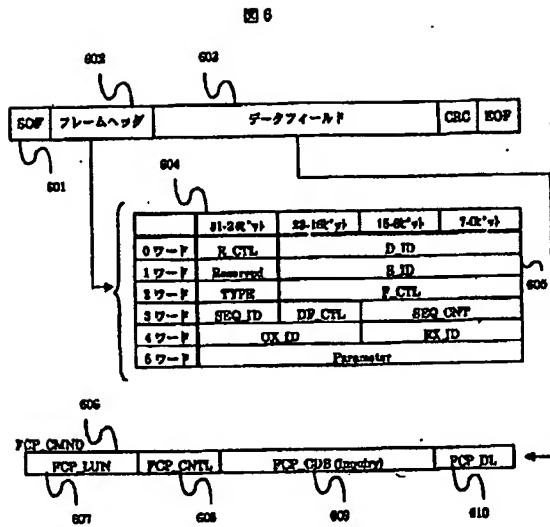 図 6
602
603
SOF フレームヘッダ データフィールド CRC EOF
601
604
31-24ビット 23-16ビット 15-8ビット 7-0ビット
0ワード R_CTL D_ID
605
1ワード Reserved S_ID
2ワード TYPE F_CTL
3ワード SEQ_ID DF_CTL SEQ_CNT
4ワード OX_ID RX_ID
5ワード Parameter
606
FCP_CMND
FCP_LUN FCP_CNTL FCP_CDB (Inquiry) FCP_DL
607 608 609 610